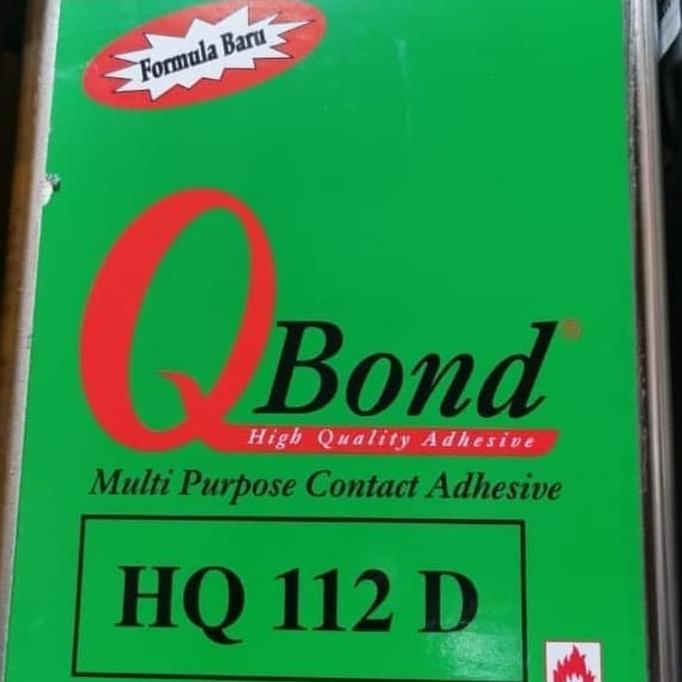 Formula Baru
QBond®
High Quality Adhesive
Multi Purpose Contact Adhesive
HQ 112 D